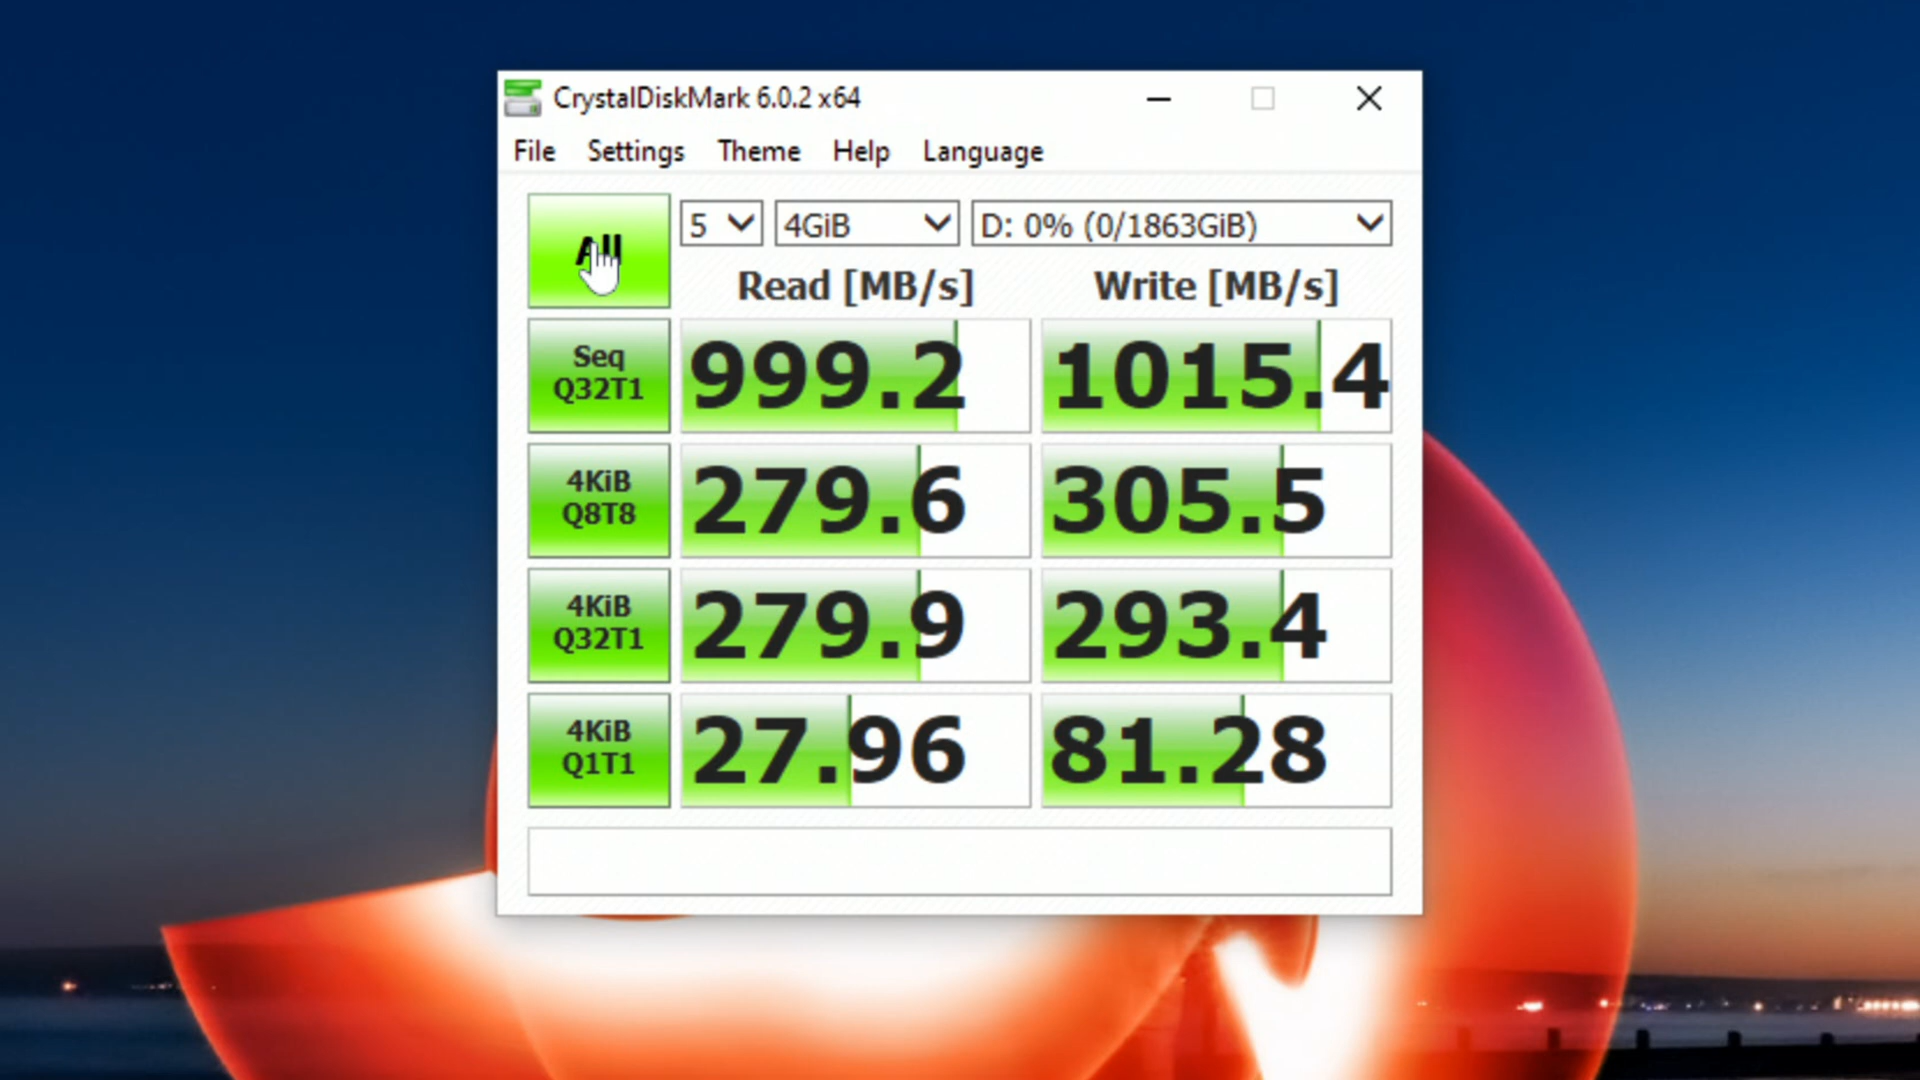 CrystalDiskMark 6.0.2 x64
File Settings Theme Help Language
All 5 4GiB D: 0% (0/1863GiB)
Read [MB/s] Write [MB/s]
Seq
Q32T1
999.2 1015.4
4KiB
Q8T8
279.6 305.5
4KiB
Q32T1
279.9 293.4
4KiB
Q1T1
27.96 81.28